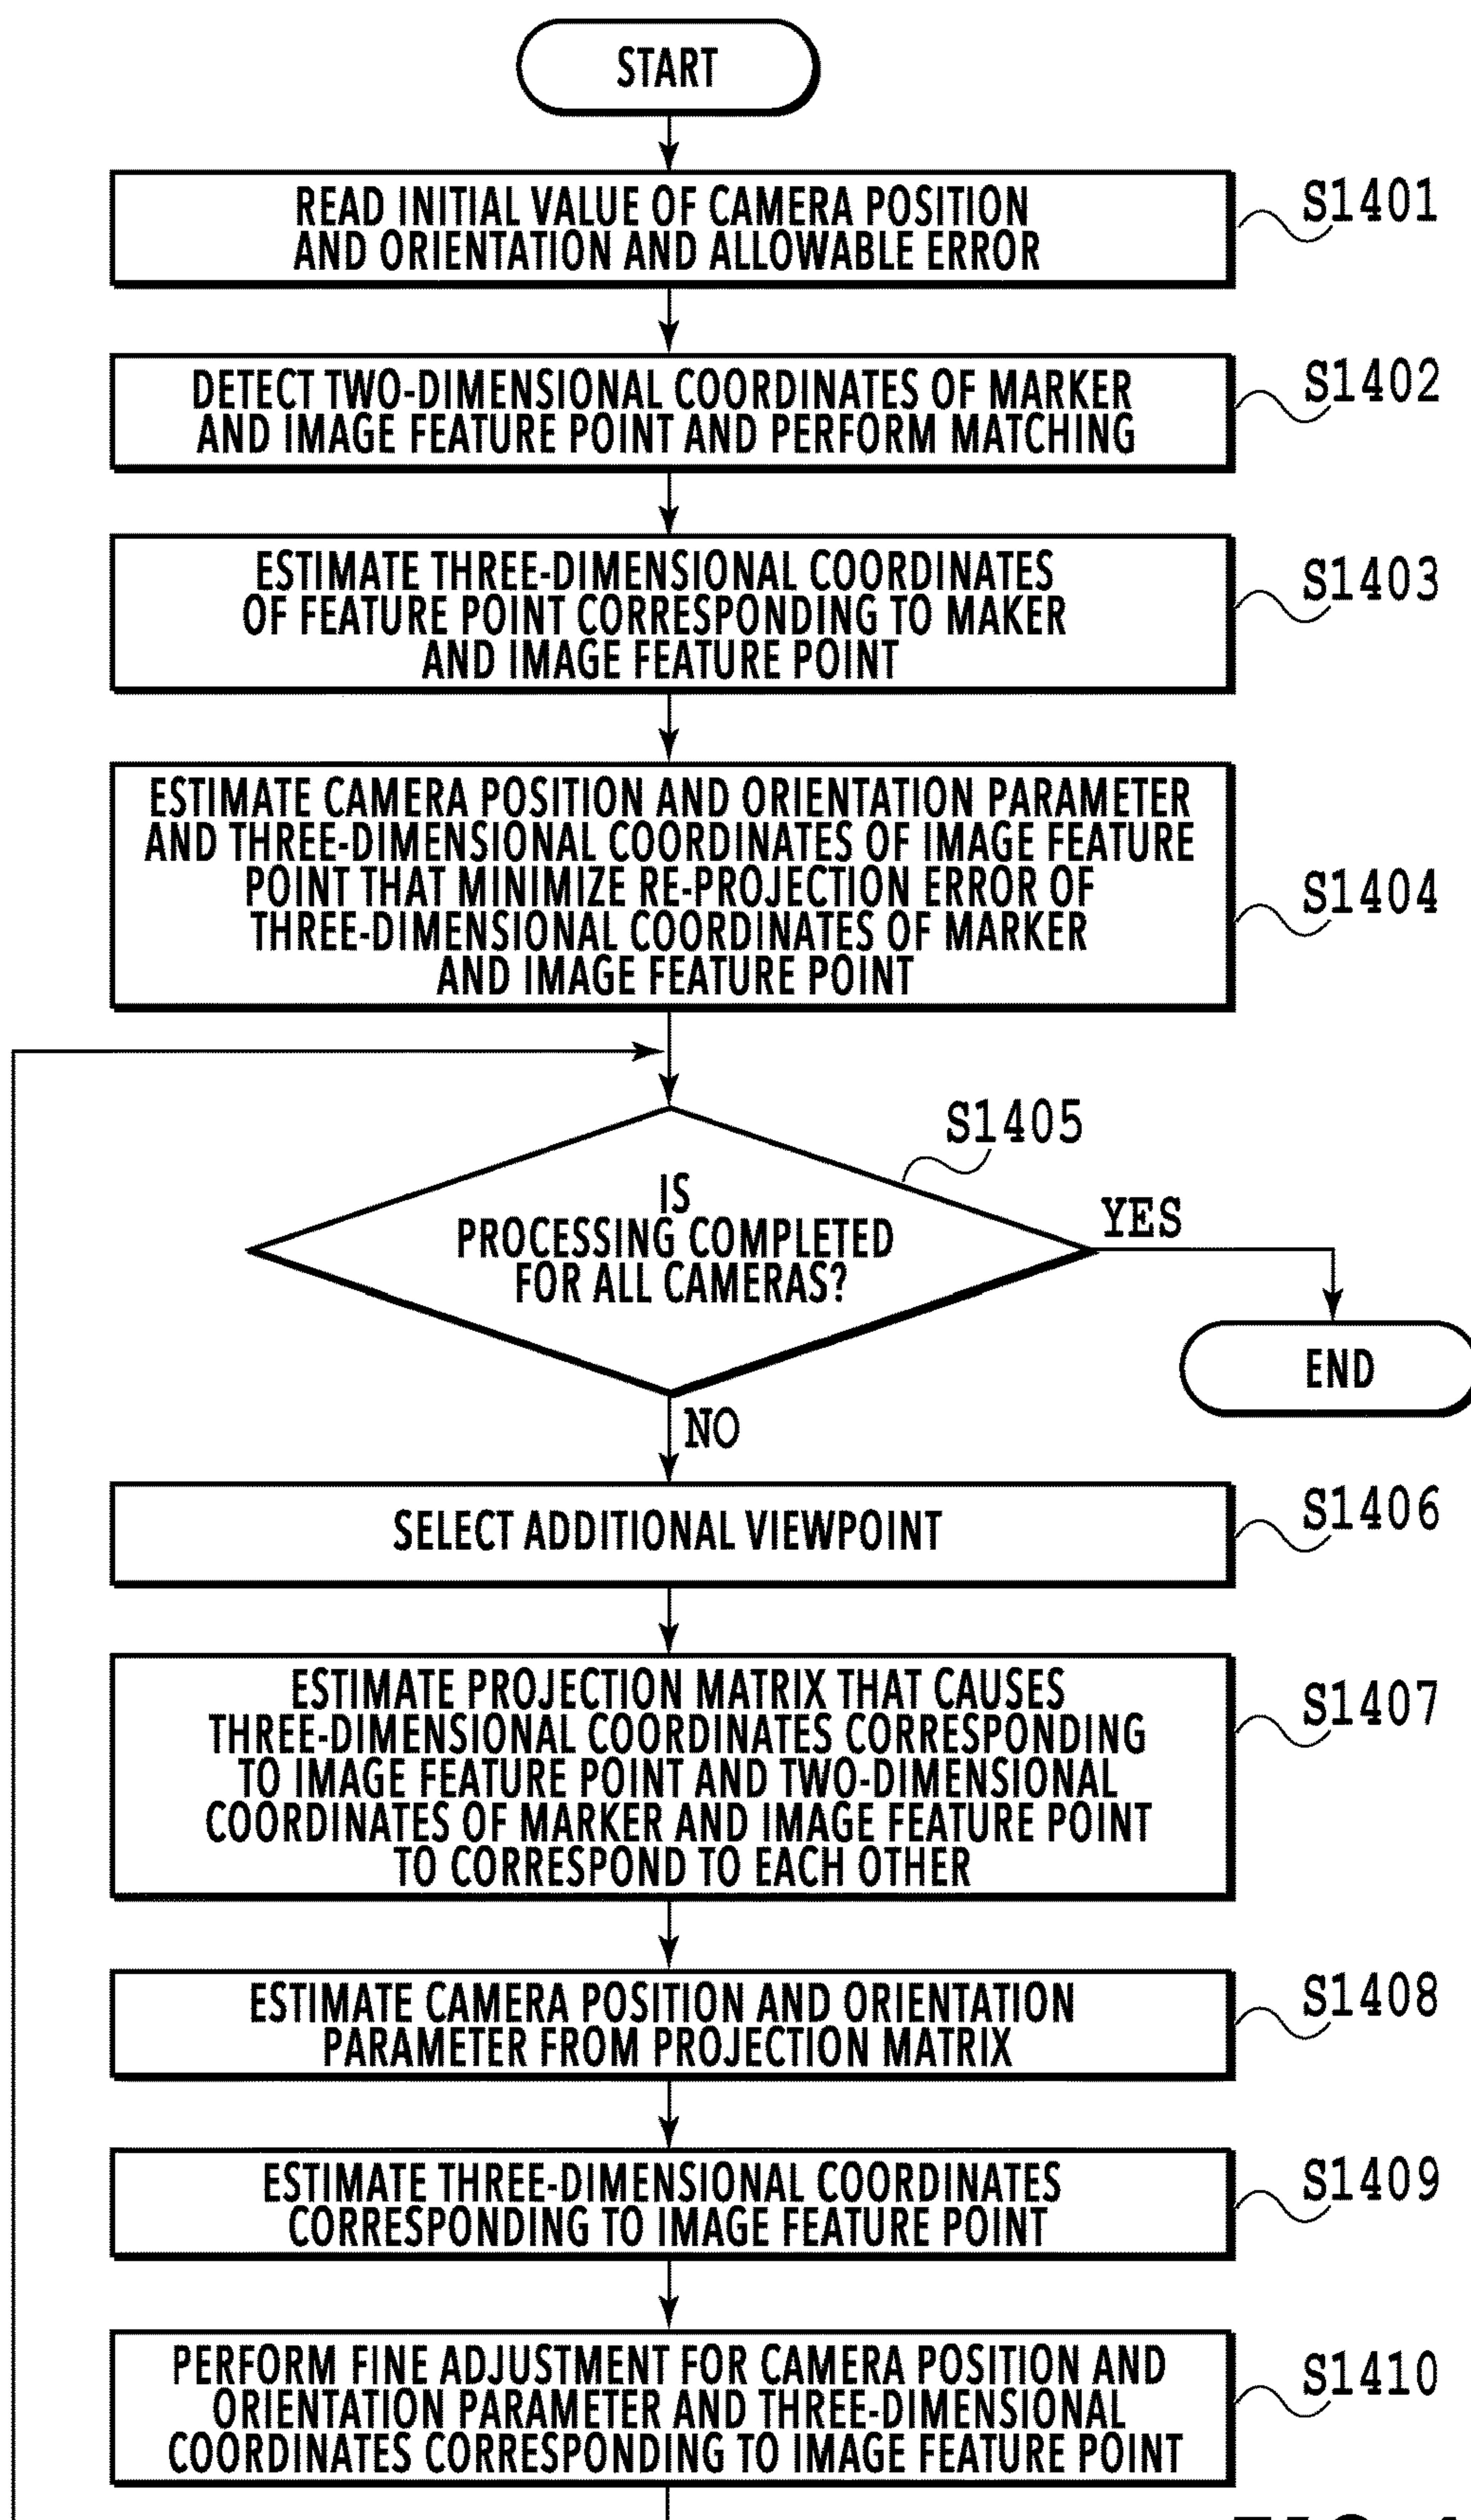 START
READ INITIAL VALUE OF CAMERA POSITION
AND ORIENTATION AND ALLOWABLE ERROR
S1401
DETECT TWO-DIMENSIONAL COORDINATES OF MARKER
AND IMAGE FEATURE POINT AND PERFORM MATCHING
S1402
ESTIMATE THREE-DIMENSIONAL COORDINATES
OF FEATURE POINT CORRESPONDING TO MAKER
AND IMAGE FEATURE POINT
S1403
ESTIMATE CAMERA POSITION AND ORIENTATION PARAMETER
AND THREE-DIMENSIONAL COORDINATES OF IMAGE FEATURE
POINT THAT MINIMIZE RE-PROJECTION ERROR OF
THREE-DIMENSIONAL COORDINATES OF MARKER
AND IMAGE FEATURE POINT
S1404
S1405
IS
PROCESSING COMPLETED
FOR ALL CAMERAS?
YES
END
NO
SELECT ADDITIONAL VIEWPOINT
S1406
ESTIMATE PROJECTION MATRIX THAT CAUSES
THREE-DIMENSIONAL COORDINATES CORRESPONDING
TO IMAGE FEATURE POINT AND TWO-DIMENSIONAL
COORDINATES OF MARKER AND IMAGE FEATURE POINT
TO CORRESPOND TO EACH OTHER
S1407
ESTIMATE CAMERA POSITION AND ORIENTATION
PARAMETER FROM PROJECTION MATRIX
S1408
ESTIMATE THREE-DIMENSIONAL COORDINATES
CORRESPONDING TO IMAGE FEATURE POINT
S1409
PERFORM FINE ADJUSTMENT FOR CAMERA POSITION AND
ORIENTATION PARAMETER AND THREE-DIMENSIONAL
COORDINATES CORRESPONDING TO IMAGE FEATURE POINT
S1410